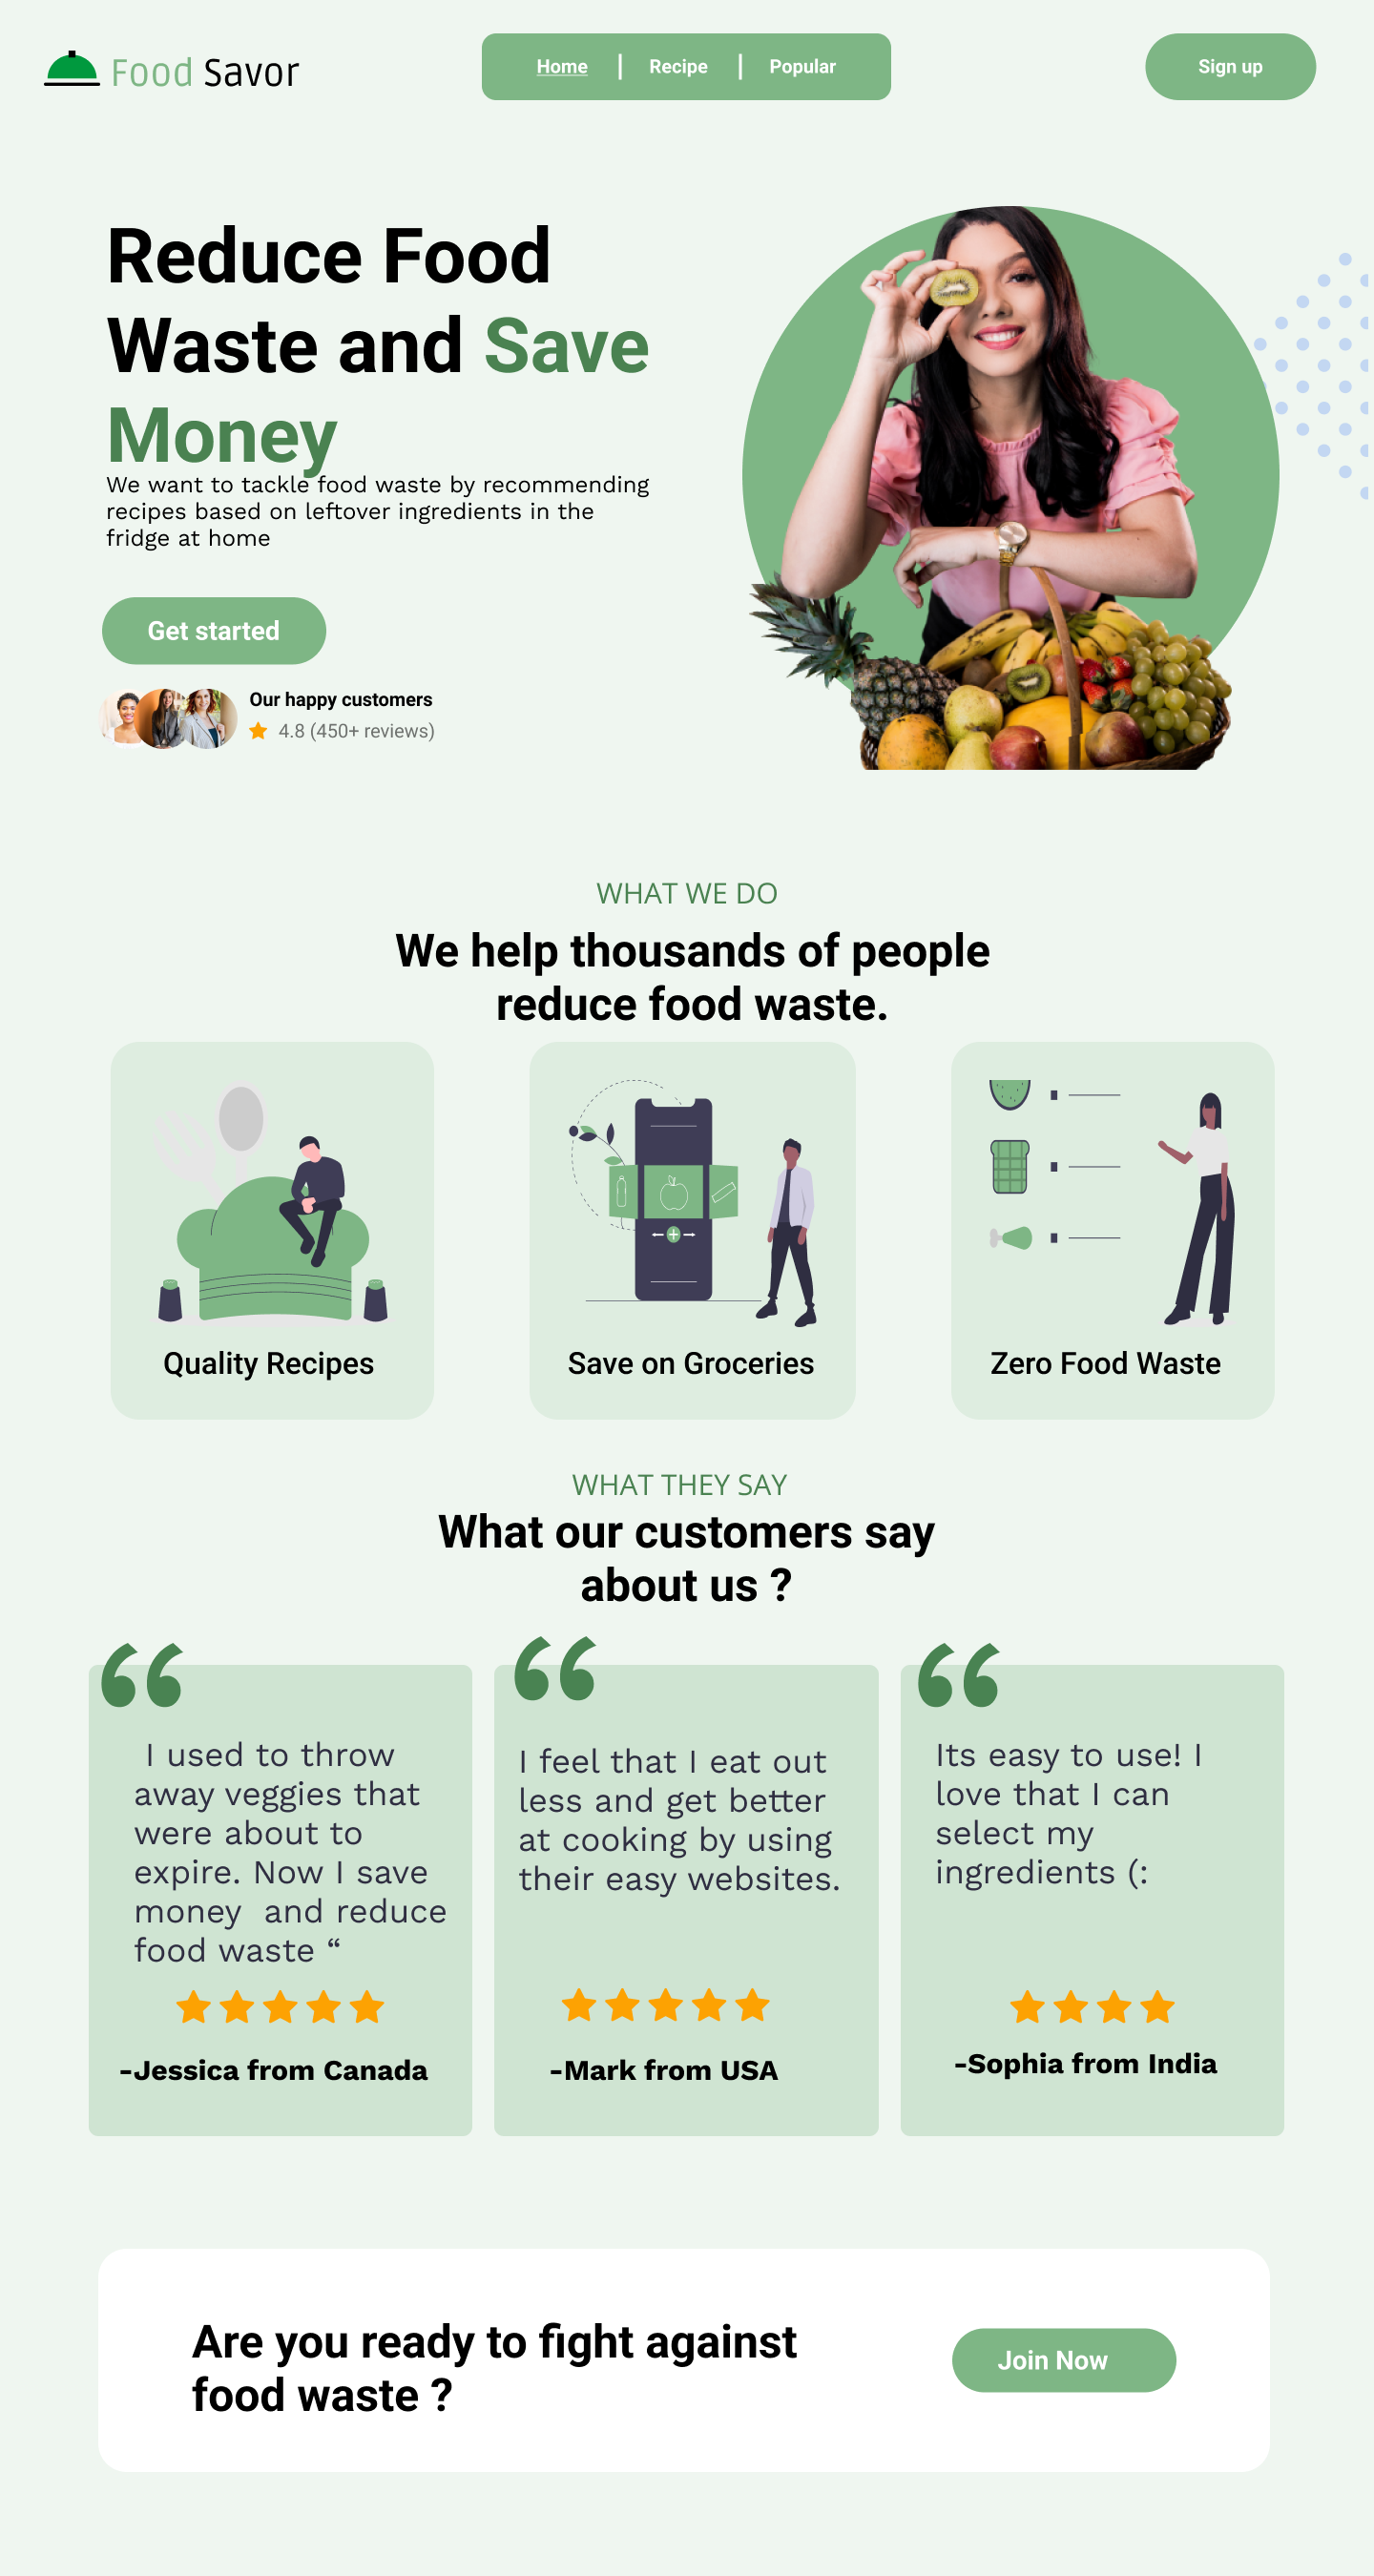 Food Savor
Home | Recipe | Popular
Sign up
Reduce Food
Waste and Save
Money
We want to tackle food waste by recommending
recipes based on leftover ingredients in the
fridge at home
Get started
Our happy customers
4.8 (450+ reviews)
WHAT WE DO
We help thousands of people
reduce food waste.
Quality Recipes
Save on Groceries
Zero Food Waste
WHAT THEY SAY
What our customers say
about us ?
“
I used to throw
away veggies that
were about to
expire. Now I save
money  and reduce
food waste “
-Jessica from Canada
“
I feel that I eat out
less and get better
at cooking by using
their easy websites.
-Mark from USA
“
Its easy to use! I
love that I can
select my
ingredients (:
-Sophia from India
Are you ready to fight against
food waste ?
Join Now